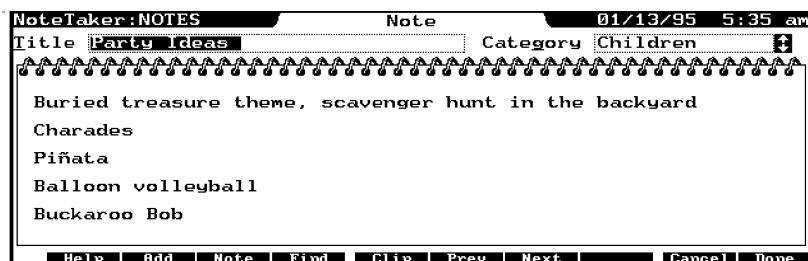 NoteTaker:NOTES Note 01/13/95 5:35 am
Title Party Ideas Category Children
Buried treasure theme, scavenger hunt in the backyard
Charades
Piñata
Balloon volleyball
Buckaroo Bob
Help Add Note Find Clip Prev Next Cancel Done